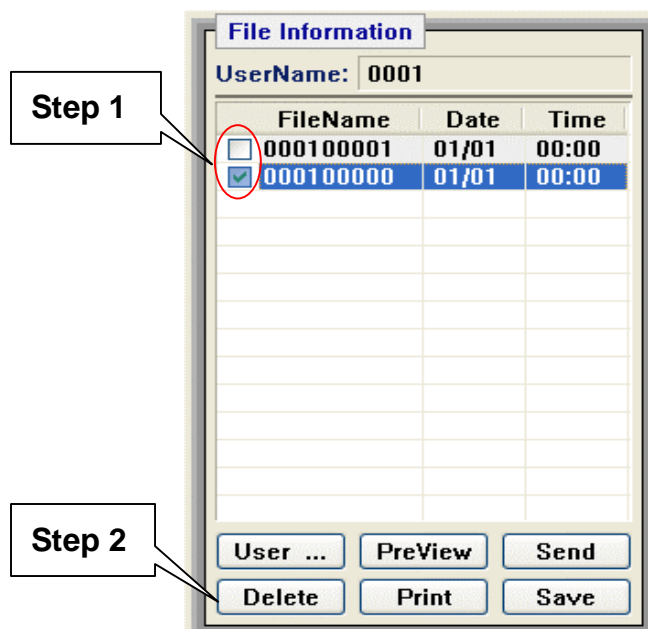 File Information
UserName: 0001
Step 1
FileName Date Time
000100001 01/01 00:00
000100000 01/01 00:00
Step 2
User ... PreView Send
Delete Print Save